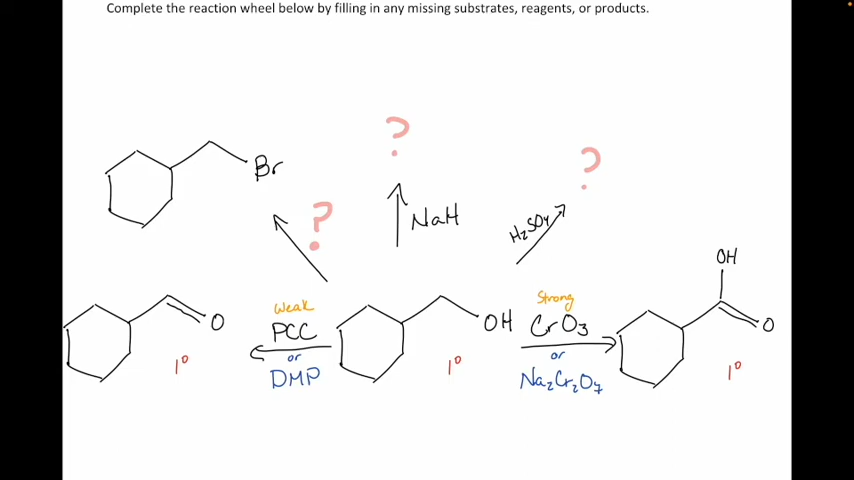 Complete the reaction wheel below by filling in any missing substrates, reagents, or products.
?
?
Br
?
NaH
H₂SO₄
OH
Weak
Strong
O
PCC
OH
CrO₃
O
1°
or
1°
or
1°
DMP
Na₂Cr₂O₇